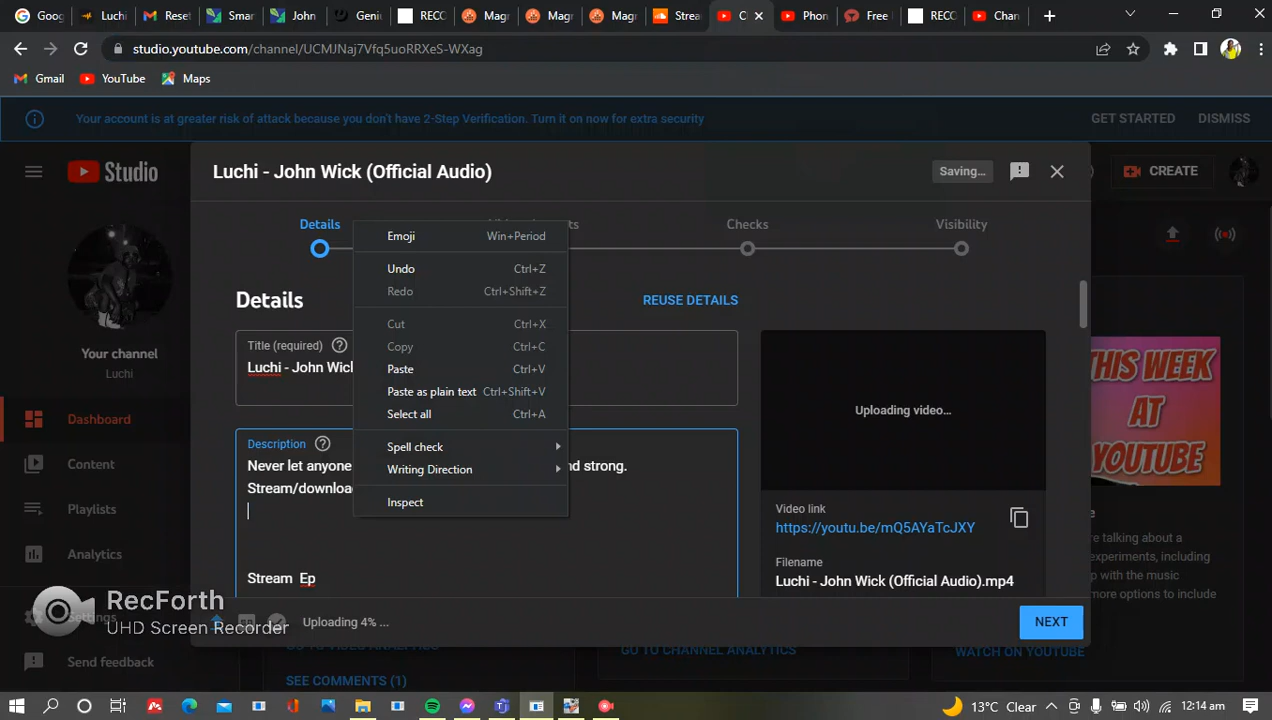 Goog
Luchi
Reset
Smar
John
Geni
RECC
Magr
Magr
Magr
Strea
C
Phon
Free
RECC
Chan
studio.youtube.com/channel/UCMJNaj7Vfq5uoRRXeS-WXag
Gmail
YouTube
Maps
Your account is at greater risk of attack because you don't have 2-Step Verification. Turn it on now for extra security
GET STARTED
DISMISS
Studio
Luchi - John Wick (Official Audio)
Saving...
CREATE
Details
ts
Checks
Visibility
Emoji Win+Period
Undo Ctrl+Z
Redo Ctrl+Shift+Z
Cut Ctrl+X
Copy Ctrl+C
Paste Ctrl+V
Paste as plain text Ctrl+Shift+V
Select all Ctrl+A
Spell check
Writing Direction
Inspect
Details
REUSE DETAILS
Title (required)
Luchi - John Wick
Description
Never let anyone
nd strong.
Stream/download
Stream Ep
Uploading video...
Video link
https://youtu.be/mQ5AYaTcJXY
Filename
Luchi - John Wick (Official Audio).mp4
Your channel
Luchi
Dashboard
Content
Playlists
Analytics
Settings
Send feedback
THIS WEEK
AT
YOUTUBE
e
re talking about a
experiments, including
p with the music
more options to include
RecForth
UHD Screen Recorder
Uploading 4% ...
NEXT
GO TO VIDEO ANALYTICS
SEE COMMENTS (1)
GO TO CHANNEL ANALYTICS
WATCH ON YOUTUBE
13°C Clear
12:14 am